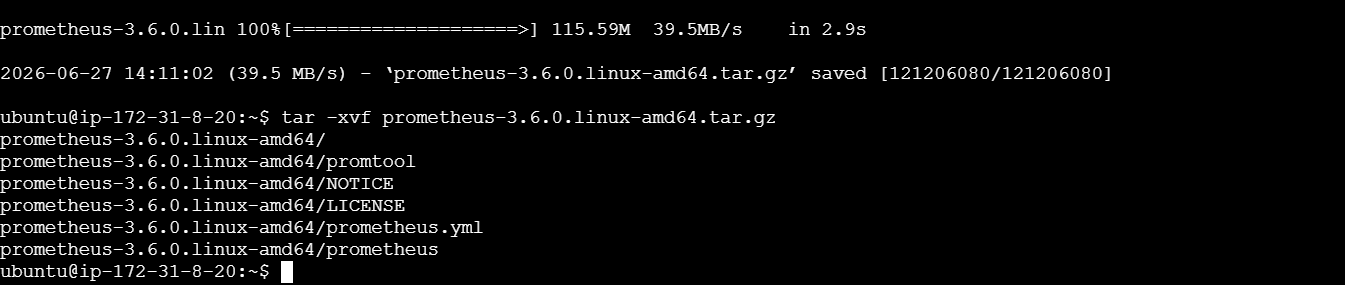 prometheus-3.6.0.lin 100%[====================>] 115.59M  39.5MB/s    in 2.9s
2026-06-27 14:11:02 (39.5 MB/s) - ‘prometheus-3.6.0.linux-amd64.tar.gz’ saved [121206080/121206080]
ubuntu@ip-172-31-8-20:~$ tar -xvf prometheus-3.6.0.linux-amd64.tar.gz
prometheus-3.6.0.linux-amd64/
prometheus-3.6.0.linux-amd64/promtool
prometheus-3.6.0.linux-amd64/NOTICE
prometheus-3.6.0.linux-amd64/LICENSE
prometheus-3.6.0.linux-amd64/prometheus.yml
prometheus-3.6.0.linux-amd64/prometheus
ubuntu@ip-172-31-8-20:~$